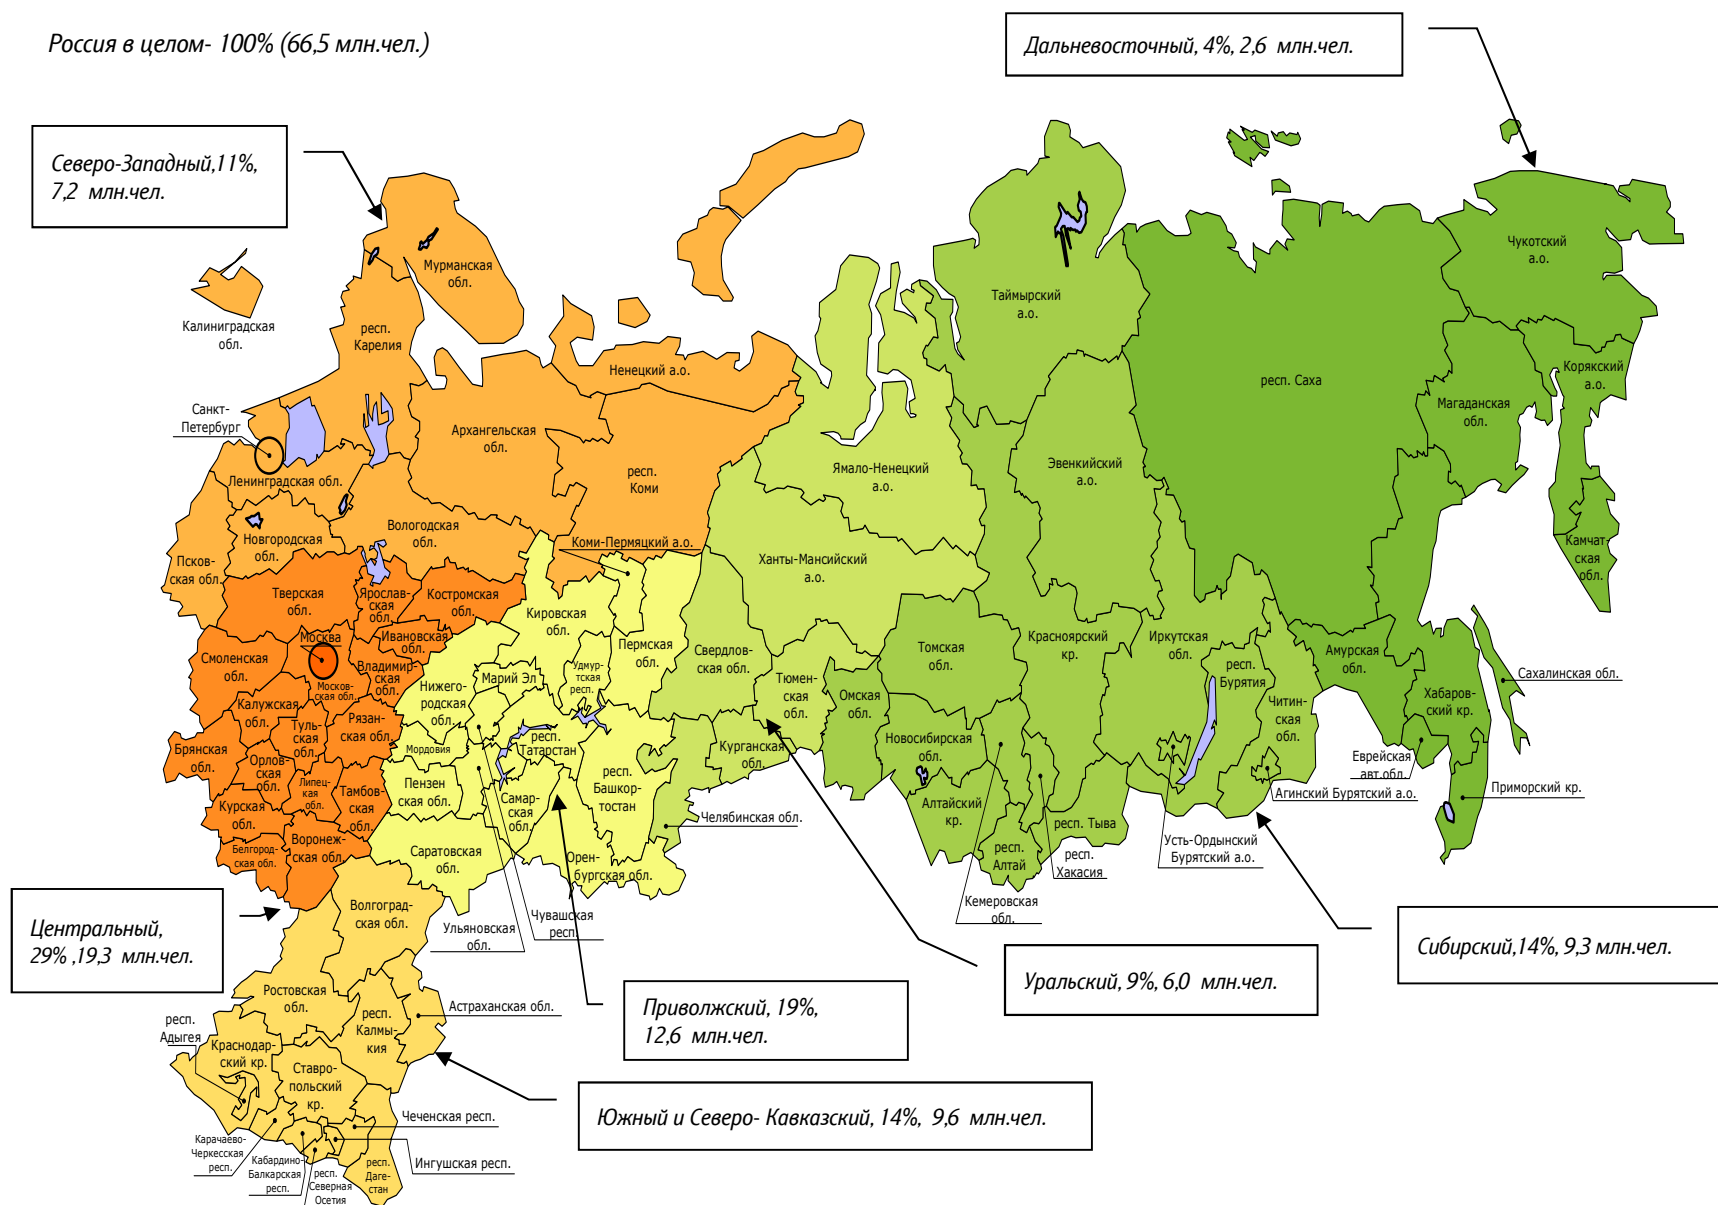 Россия в целом- 100% (66,5 млн.чел.)
Дальневосточный, 4%, 2,6 млн.чел.
Северо-Западный,11%,
7,2 млн.чел.
Калиниградская
обл.
Мурманская
обл.
респ.
Карелия
Санкт-
Петербург
Ленинградская обл.
Новгородская
обл.
Псков-
ская обл.
Вологодская
обл.
Архангельская
обл.
Ненецкий а.о.
респ.
Коми
Коми-Пермяцкий а.о.
Таймырский
а.о.
Чукотский
а.о.
респ. Саха
Корякский
а.о.
Магаданская
обл.
Камчат-
ская обл.
Ямало-Ненецкий
а.о.
Эвенкийский
а.о.
Ханты-Мансийский
а.о.
Тверская
обл.
Ярослав-
ская
обл.
Костромская
обл.
Ивановская
обл.
Москва
Смоленская
обл.
Владимир-
ская
обл.
Москов-
ская обл.
Калужская
обл.
Туль-
ская
обл.
Рязан-
ская обл.
Брянская
обл.
Орлов-
ская
обл.
Липец-
кая
обл.
Тамбов-
ская
обл.
Курская
обл.
Белгород-
ская обл.
Воронеж-
ская обл.
Кировская
обл.
Пермская
обл.
Удмур-
тская
респ.
Марий Эл
Нижего-
родская
обл.
Мордовия
респ.
Татарстан
Пензен
ская обл.
Самар-
ская
обл.
респ.
Башкор-
тостан
Саратовская
обл.
Орен-
бургская обл.
Ульяновская
обл.
Чувашская
респ.
Свердлов-
ская обл.
Тюмен-
ская
обл.
Курганская
обл.
Челябинская обл.
Томская
обл.
Омская
обл.
Новосибирская
обл.
Алтайский
кр.
респ.
Алтай
Кемеровская
обл.
респ.
Хакасия
респ. Тыва
Красноярский
кр.
Иркутская
обл.
респ.
Бурятия
Читин-
ская
обл.
Усть-Ордынский
Бурятский а.о.
Агинский Бурятский а.о.
Амурская
обл.
Еврейская
авт.обл.
Хабаров-
ский кр.
Сахалинская обл.
Приморский кр.
Центральный,
29% ,19,3 млн.чел.
Волгоград-
ская обл.
Ростовская
обл.
респ.
Калмы-
кия
Астраханская обл.
респ.
Адыгея
Краснодар-
ский кр.
Ставро-
польский
кр.
Чеченская респ.
Ингушская респ.
Карачаево-
Черкесская
респ.
Кабардино-
Балкарская
респ.
респ.
Северная
Осетия
респ.
Даге-
стан
Приволжский, 19%,
12,6 млн.чел.
Уральский, 9%, 6,0 млн.чел.
Сибирский,14%, 9,3 млн.чел.
Южный и Северо- Кавказский, 14%, 9,6 млн.чел.